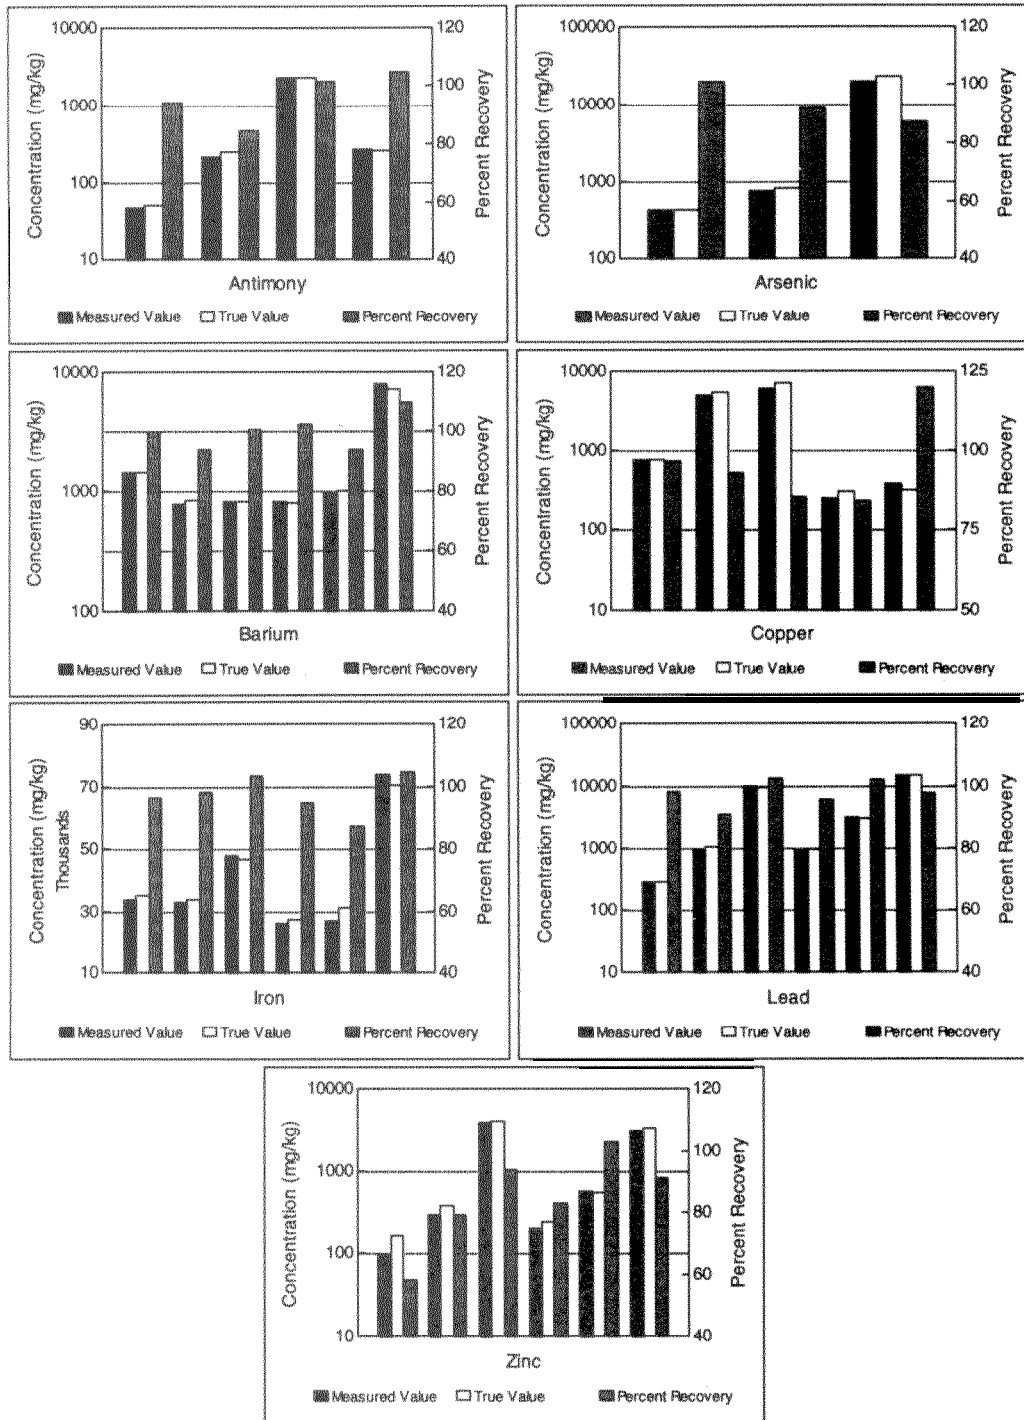 10000
1000
100
10
120
100
80
60
40
Concentration (mg/kg)
Percent Recovery
Antimony
Measured Value True Value Percent Recovery
100000
10000
1000
100
120
100
80
60
40
Concentration (mg/kg)
Percent Recovery
Arsenic
Measured Value True Value Percent Recovery
10000
1000
100
120
100
80
60
40
Concentration (mg/kg)
Percent Recovery
Barium
Measured Value True Value Percent Recovery
10000
1000
100
10
125
100
75
50
Concentration (mg/kg)
Percent Recovery
Copper
Measured Value True Value Percent Recovery
90
70
50
30
10
120
100
80
60
40
Concentration (mg/kg)
Thousands
Percent Recovery
Iron
Measured Value True Value Percent Recovery
100000
10000
1000
100
10
120
100
80
60
40
Concentration (mg/kg)
Percent Recovery
Lead
Measured Value True Value Percent Recovery
10000
1000
100
10
120
100
80
60
40
Concentration (mg/kg)
Percent Recovery
Zinc
Measured Value True Value Percent Recovery